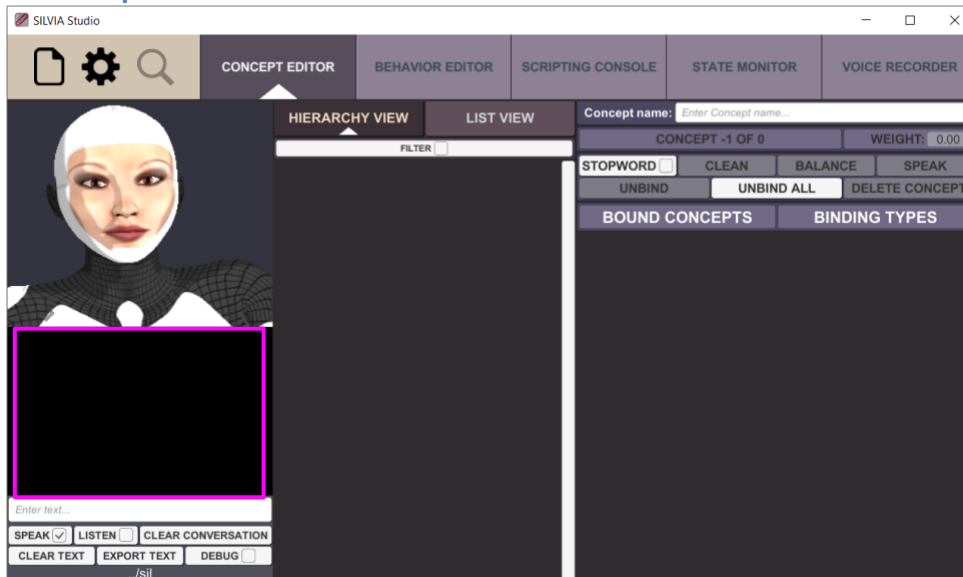 SILVIA Studio
CONCEPT EDITOR
BEHAVIOR EDITOR
SCRIPTING CONSOLE
STATE MONITOR
VOICE RECORDER
HIERARCHY VIEW
LIST VIEW
FILTER
Concept name: Enter Concept name...
CONCEPT -1 OF 0
WEIGHT: 0.00
STOPWORD
CLEAN
BALANCE
SPEAK
UNBIND
UNBIND ALL
DELETE CONCEPT
BOUND CONCEPTS
BINDING TYPES
Enter text...
SPEAK
LISTEN
CLEAR CONVERSATION
CLEAR TEXT
EXPORT TEXT
DEBUG